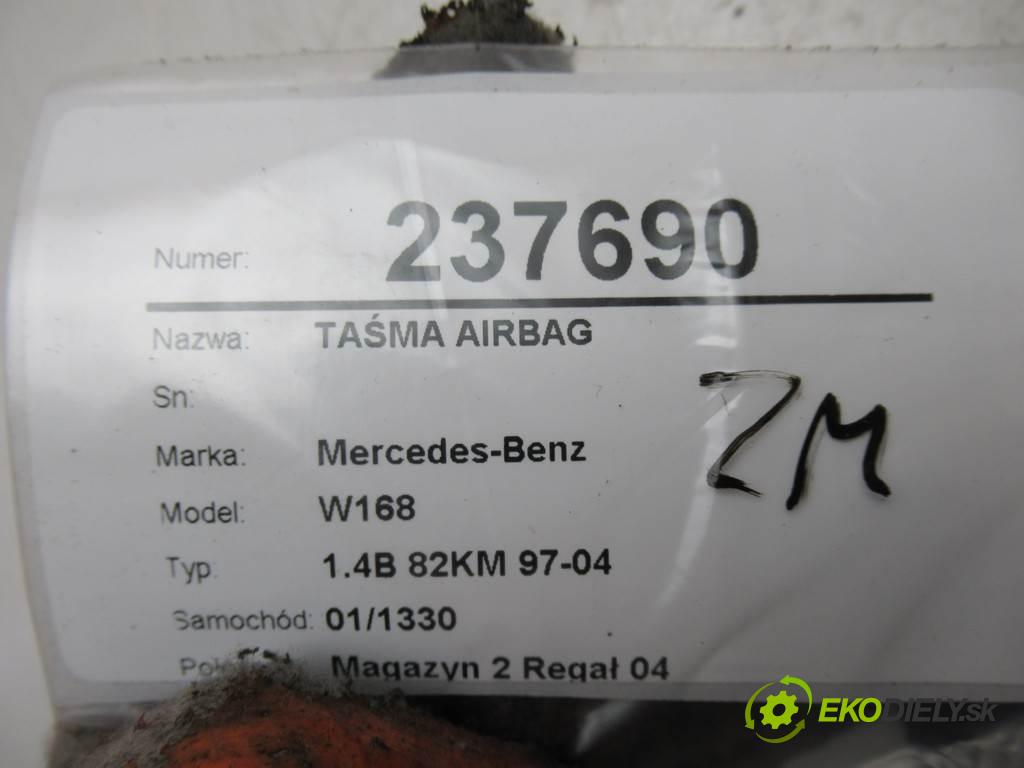 Numer: 237690
Nazwa: TAŚMA AIRBAG
Sn:
Marka: Mercedes-Benz
Model: W168
Typ: 1.4B 82KM 97-04
Samochód: 01/1330
Magazyn 2 Regał 04
ZM
EKODIELY.sk